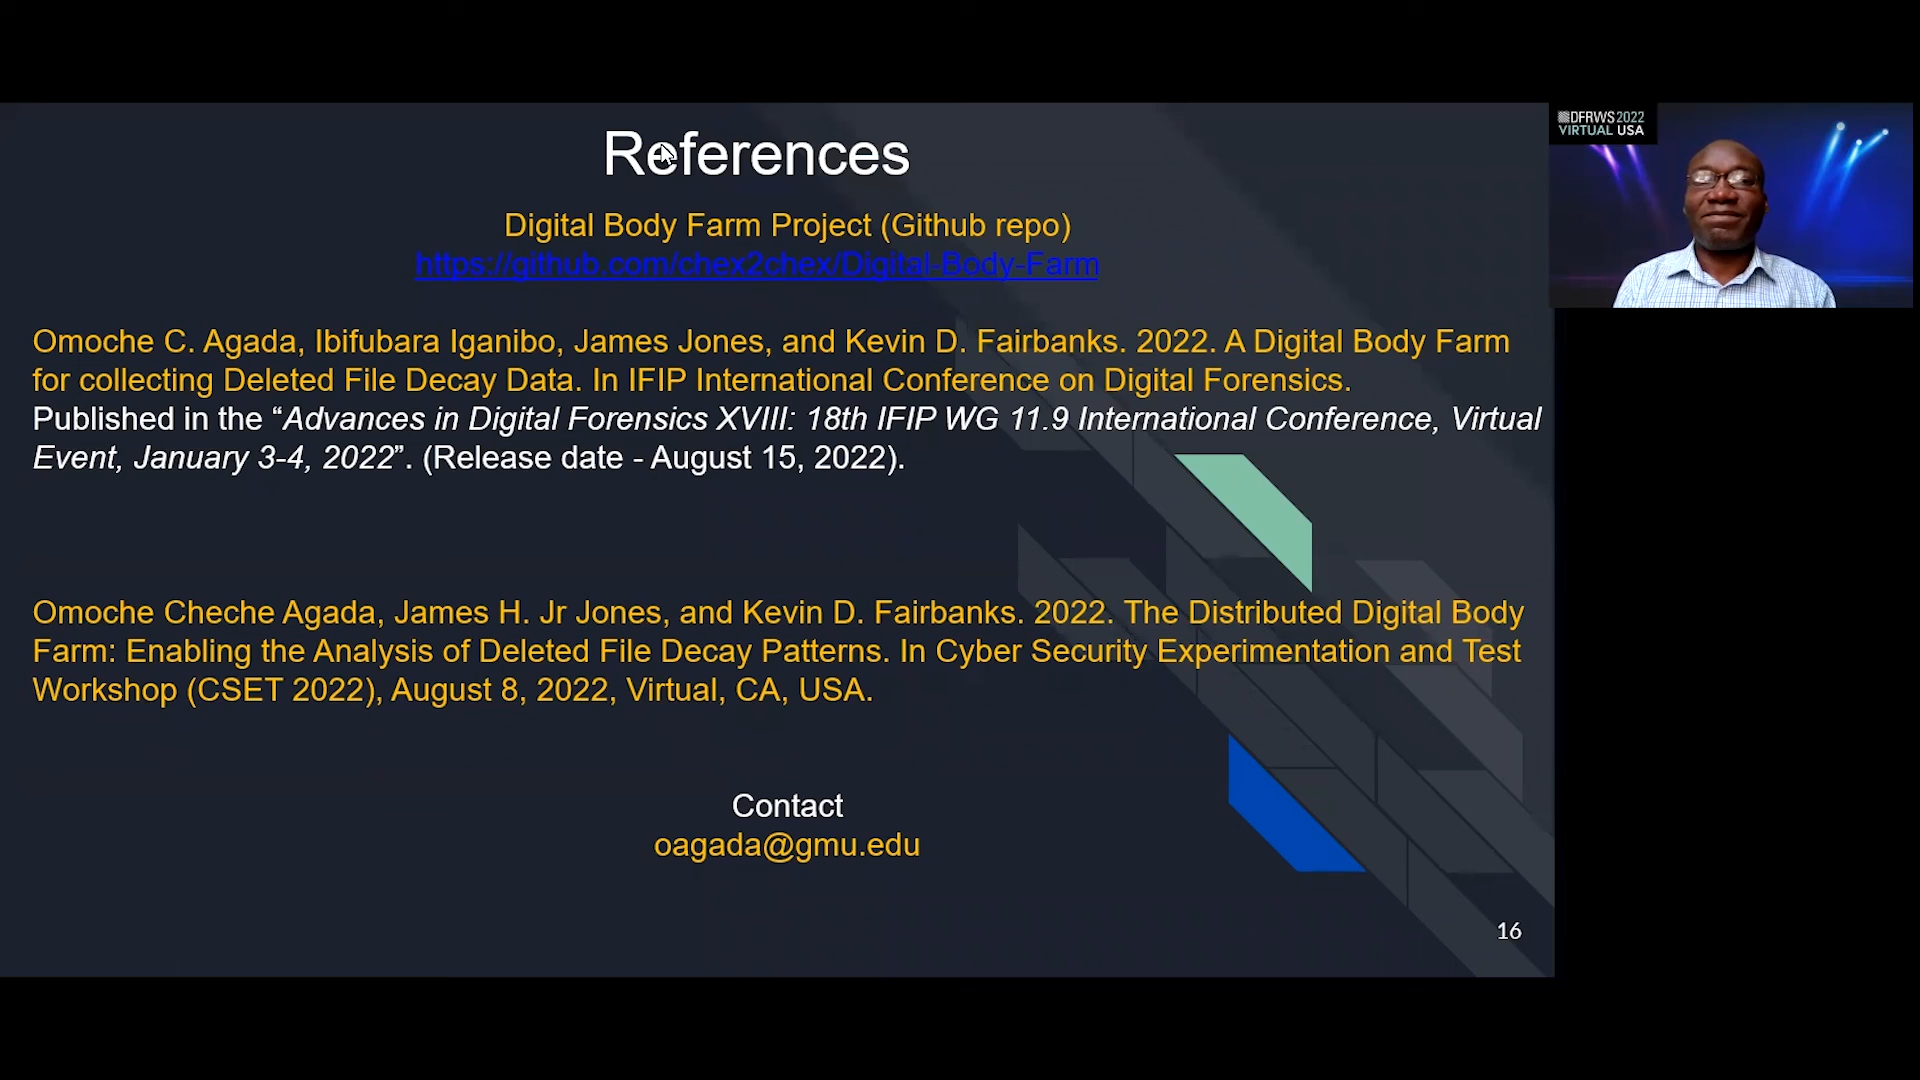 References
Digital Body Farm Project (Github repo)
https://github.com/chex2chex/Digital-Body-Farm
Omoche C. Agada, Ibifubara Iganibo, James Jones, and Kevin D. Fairbanks. 2022. A Digital Body Farm
for collecting Deleted File Decay Data. In IFIP International Conference on Digital Forensics.
Published in the “Advances in Digital Forensics XVIII: 18th IFIP WG 11.9 International Conference, Virtual
Event, January 3-4, 2022”. (Release date - August 15, 2022).
Omoche Cheche Agada, James H. Jr Jones, and Kevin D. Fairbanks. 2022. The Distributed Digital Body
Farm: Enabling the Analysis of Deleted File Decay Patterns. In Cyber Security Experimentation and Test
Workshop (CSET 2022), August 8, 2022, Virtual, CA, USA.
Contact
oagada@gmu.edu
16
DFRWS 2022
VIRTUAL USA